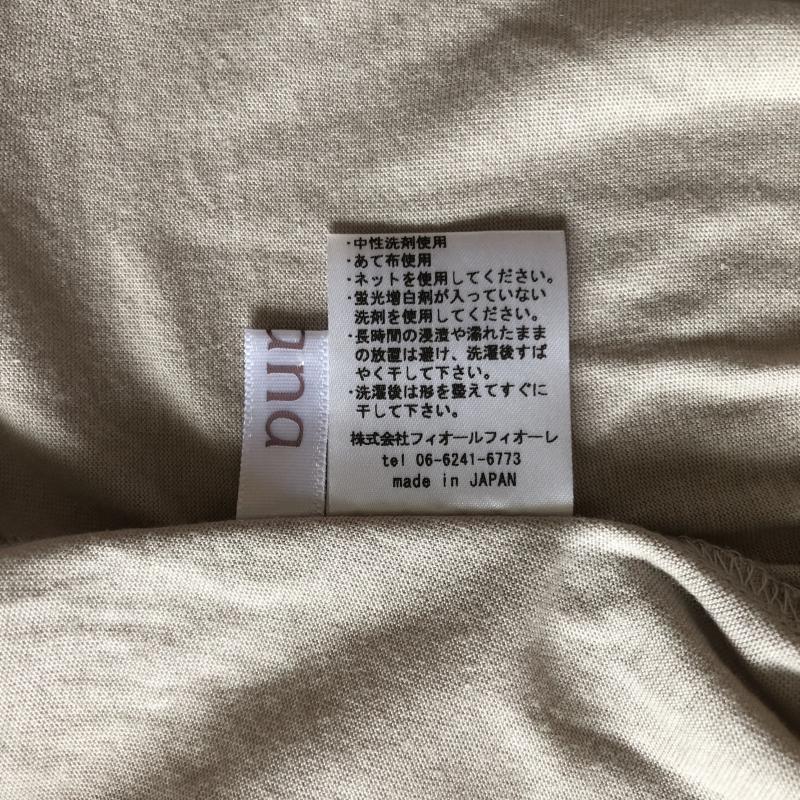 ・中性洗剤使用
・あて布使用
・ネットを使用してください。
・蛍光増白剤が入っていない
洗剤を使用してください。
・長時間の浸漬や濡れたまま
の放置は避け、洗濯後すば
やく干して下さい。
・洗濯後は形を整えてすぐに
干して下さい。
株式会社フィオールフィオーレ
tel 06-6241-6773
made in JAPAN
una